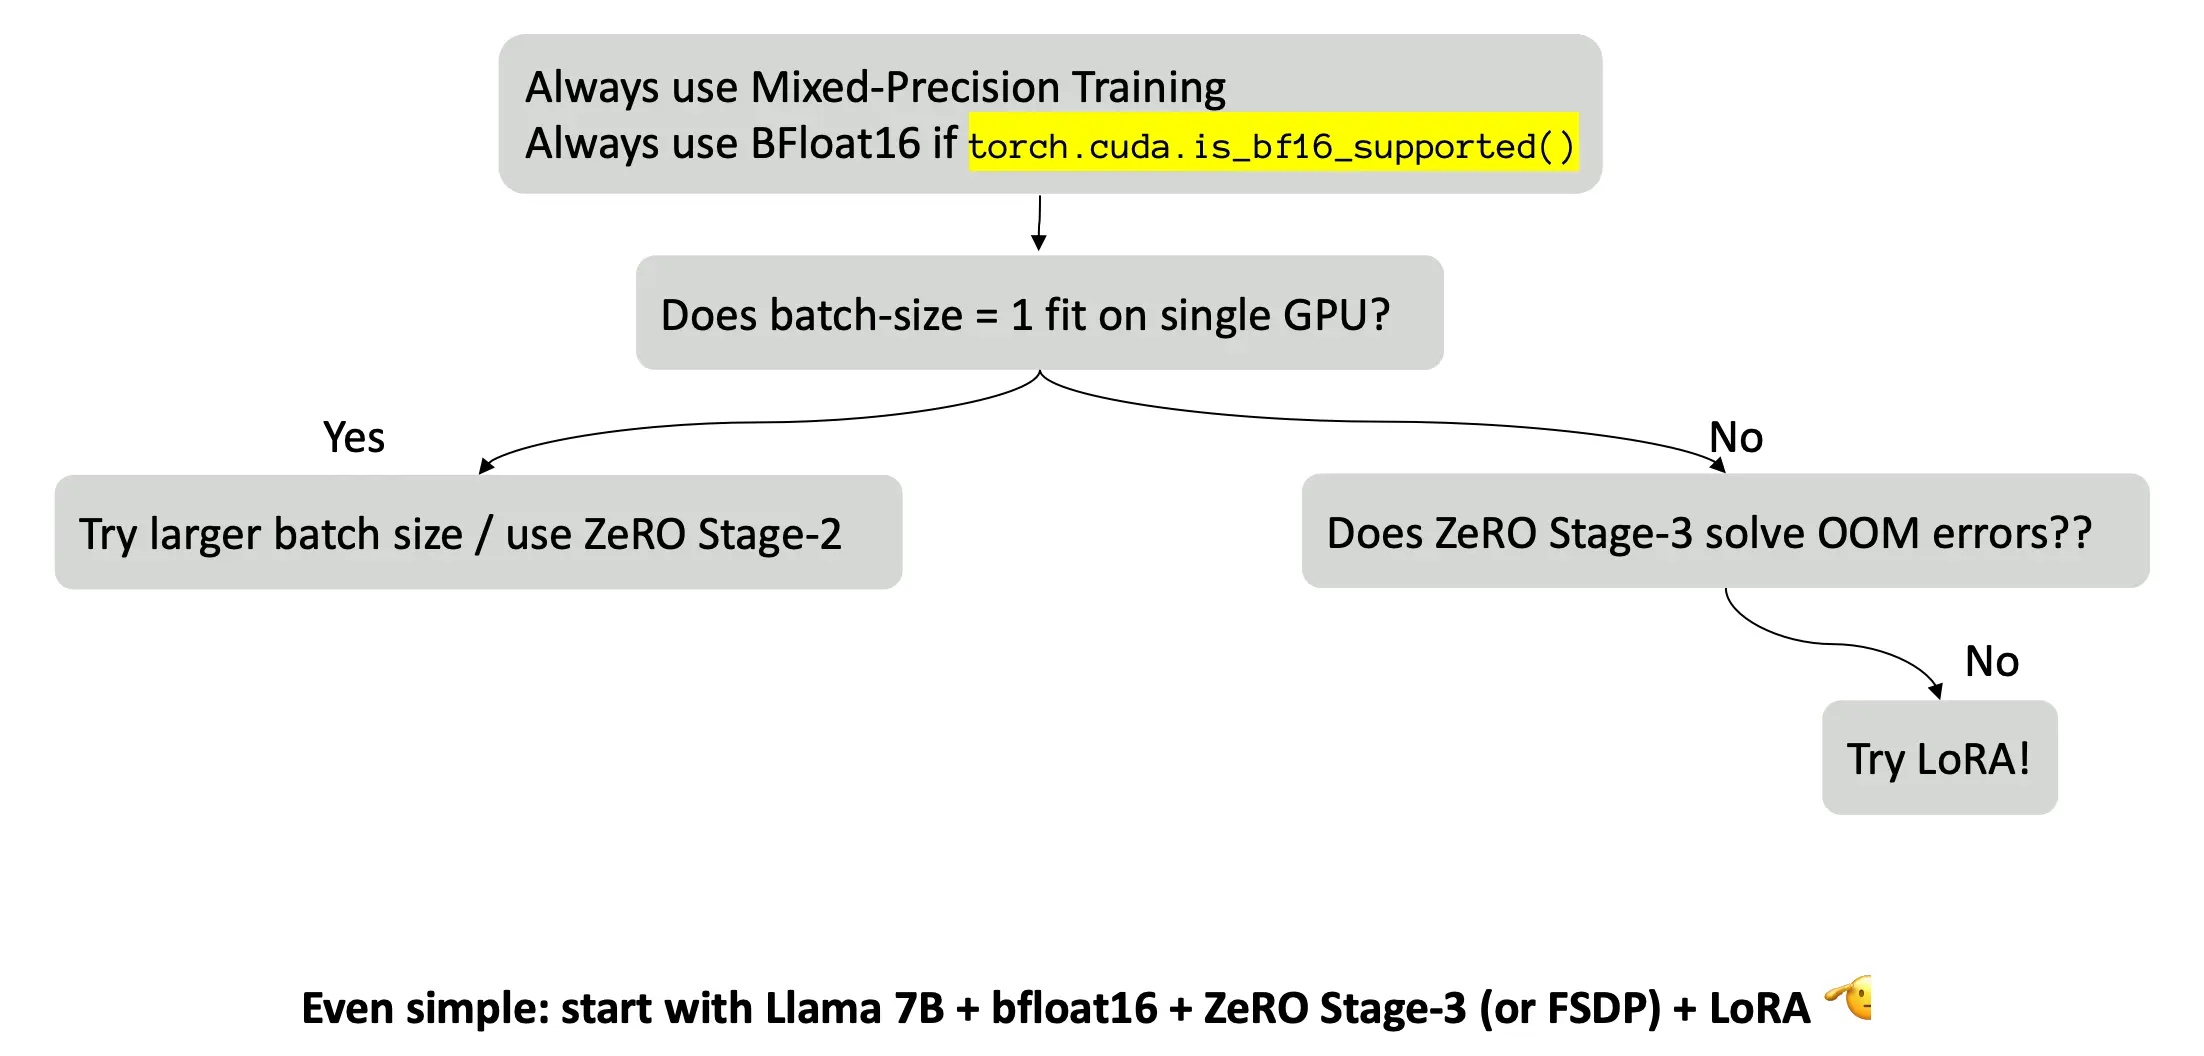 Always use Mixed-Precision Training
Always use BFloat16 if torch.cuda.is_bf16_supported()
Does batch-size = 1 fit on single GPU?
Yes
No
Try larger batch size / use ZeRO Stage-2
Does ZeRO Stage-3 solve OOM errors??
No
Try LoRA!
Even simple: start with Llama 7B + bfloat16 + ZeRO Stage-3 (or FSDP) + LoRA